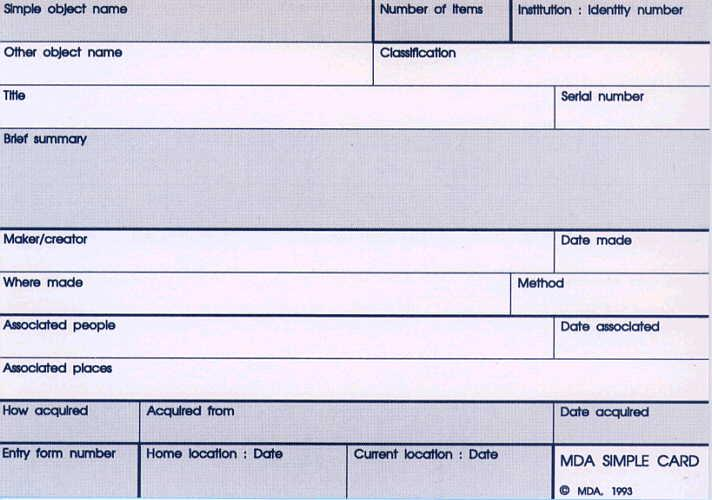 Simple object name Number of items Institution : Identity number
Other object name Classification
Title Serial number
Brief summary
Maker/creator Date made
Where made Method
Associated people Date associated
Associated places
How acquired Acquired from Date acquired
Entry form number Home location : Date Current location : Date MDA SIMPLE CARD
© MDA, 1993